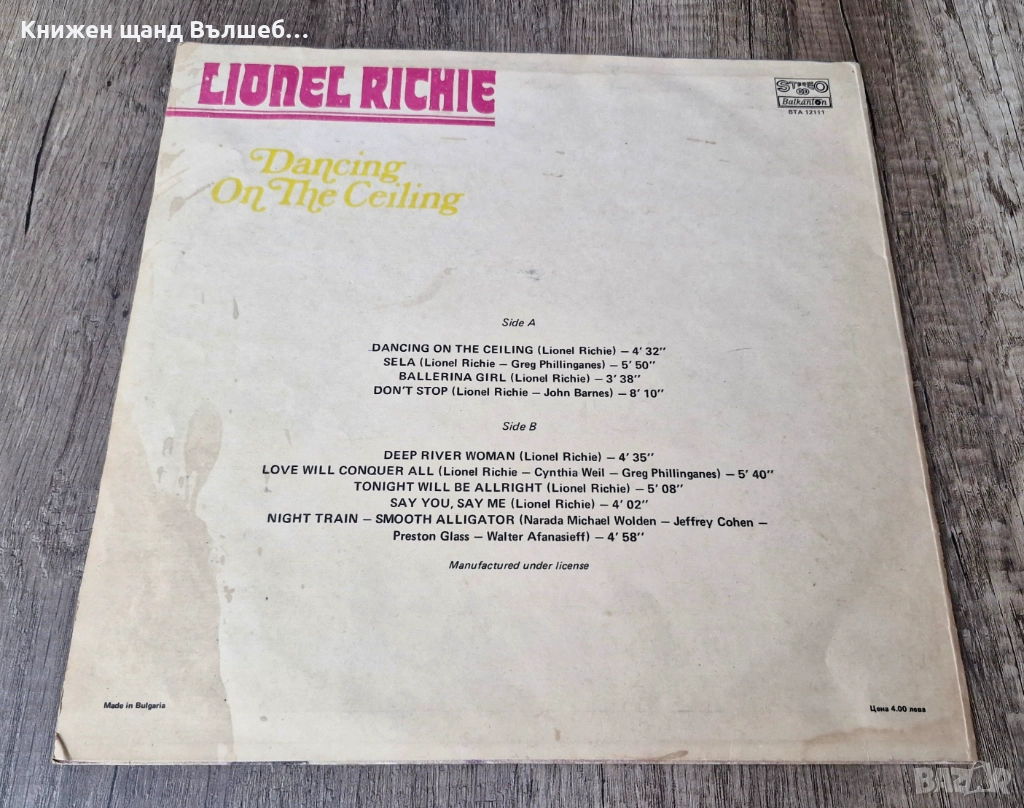 Книжен щанд Вълшеб...
LIONEL RICHIE
STEREO
Balkanton
BTA 12111
Dancing
On The Ceiling
Side A
DANCING ON THE CEILING (Lionel Richie) – 4' 32''
SELA (Lionel Richie – Greg Phillinganes) – 5' 50''
BALLERINA GIRL (Lionel Richie) – 3' 38''
DON'T STOP (Lionel Richie – John Barnes) – 8' 10''
Side B
DEEP RIVER WOMAN (Lionel Richie) – 4' 35''
LOVE WILL CONQUER ALL (Lionel Richie – Cynthia Weil – Greg Phillinganes) – 5' 40''
TONIGHT WILL BE ALLRIGHT (Lionel Richie) – 5' 08''
SAY YOU, SAY ME (Lionel Richie) – 4' 02''
NIGHT TRAIN – SMOOTH ALLIGATOR (Narada Michael Wolden – Jeffrey Cohen –
Preston Glass – Walter Afanasieff) – 4' 58''
Manufactured under license
Made in Bulgaria
Цена 4.00 лева
BAZAR